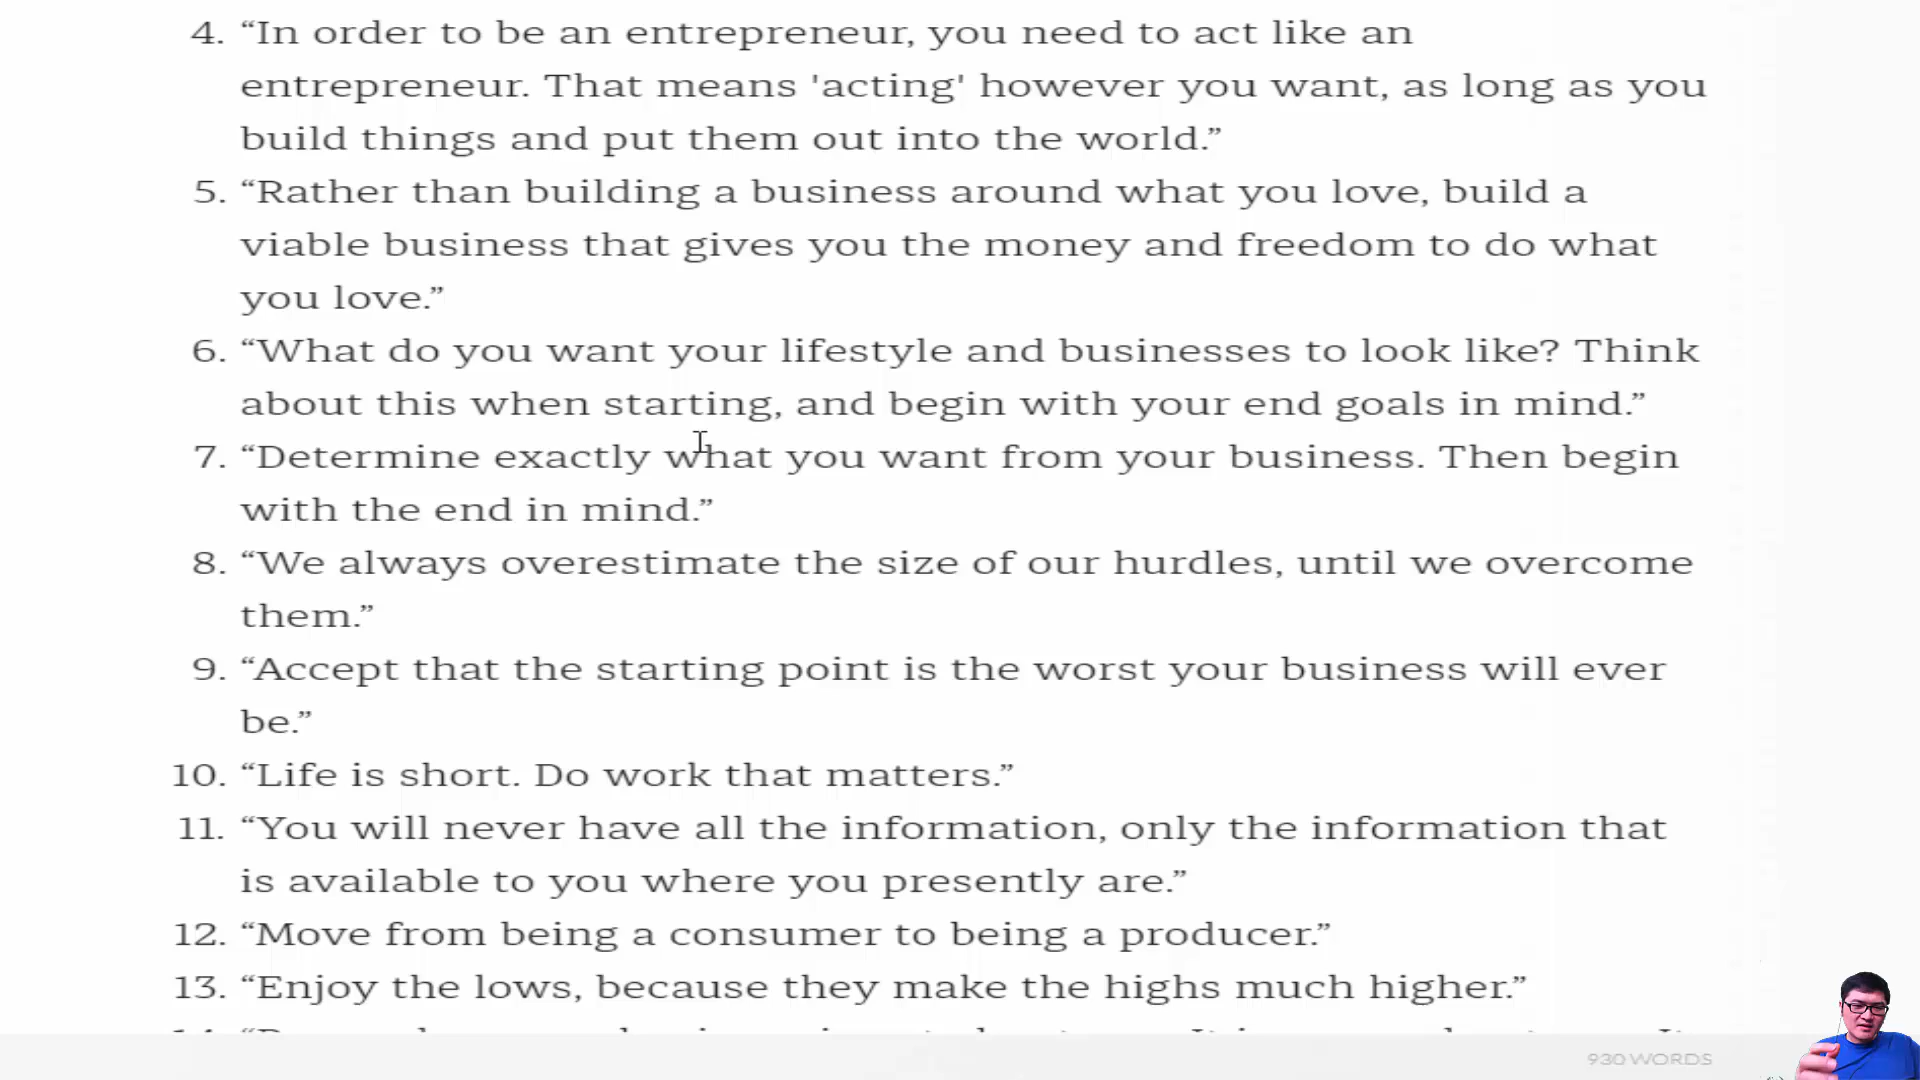 4. “In order to be an entrepreneur, you need to act like an
entrepreneur. That means 'acting' however you want, as long as you
build things and put them out into the world.”
5. “Rather than building a business around what you love, build a
viable business that gives you the money and freedom to do what
you love.”
6. “What do you want your lifestyle and businesses to look like? Think
about this when starting, and begin with your end goals in mind.”
7. “Determine exactly what you want from your business. Then begin
with the end in mind.”
8. “We always overestimate the size of our hurdles, until we overcome
them.”
9. “Accept that the starting point is the worst your business will ever
be.”
10. “Life is short. Do work that matters.”
11. “You will never have all the information, only the information that
is available to you where you presently are.”
12. “Move from being a consumer to being a producer.”
13. “Enjoy the lows, because they make the highs much higher.”
930 WORDS